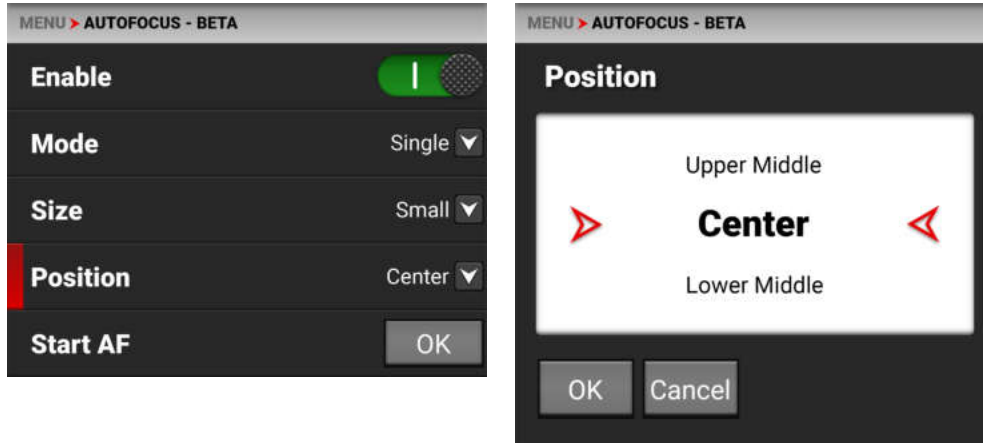 MENU > AUTOFOCUS - BETA
Enable
Mode Single
Size Small
Position Center
Start AF OK
MENU > AUTOFOCUS - BETA
Position
Upper Middle
Center
Lower Middle
OK Cancel